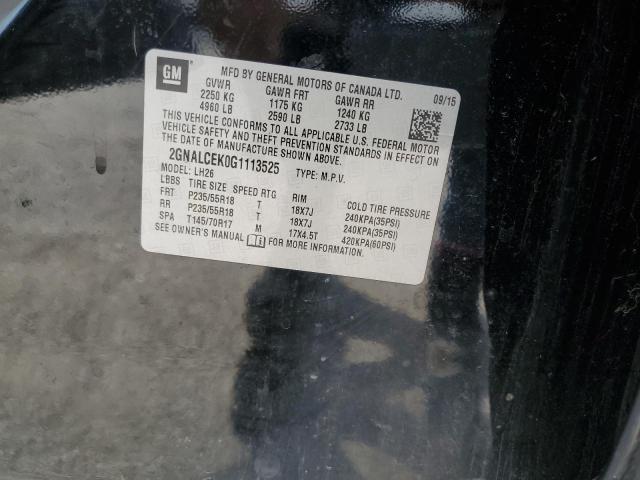 GM
MFD BY GENERAL MOTORS OF CANADA LTD.
GVWR GAWR FRT GAWR RR 09/15
2250 KG 1175 KG 1240 KG
4960 LB 2590 LB 2733 LB
THIS VEHICLE CONFORMS TO ALL APPLICABLE U.S. FEDERAL MOTOR
VEHICLE SAFETY AND THEFT PREVENTION STANDARDS IN EFFECT ON
THE DATE OF MANUFACTURE SHOWN ABOVE.
2GNALCEK0G1113525 TYPE: M.P.V.
MODEL: LH26
LBBS TIRE SIZE SPEED RTG RIM COLD TIRE PRESSURE
FRT P235/55R18 T 18X7J 240KPA(35PSI)
RR P235/55R18 T 18X7J 240KPA(35PSI)
SPA T145/70R17 M 17X4.5T 420KPA(60PSI)
SEE OWNER'S MANUAL FOR MORE INFORMATION.